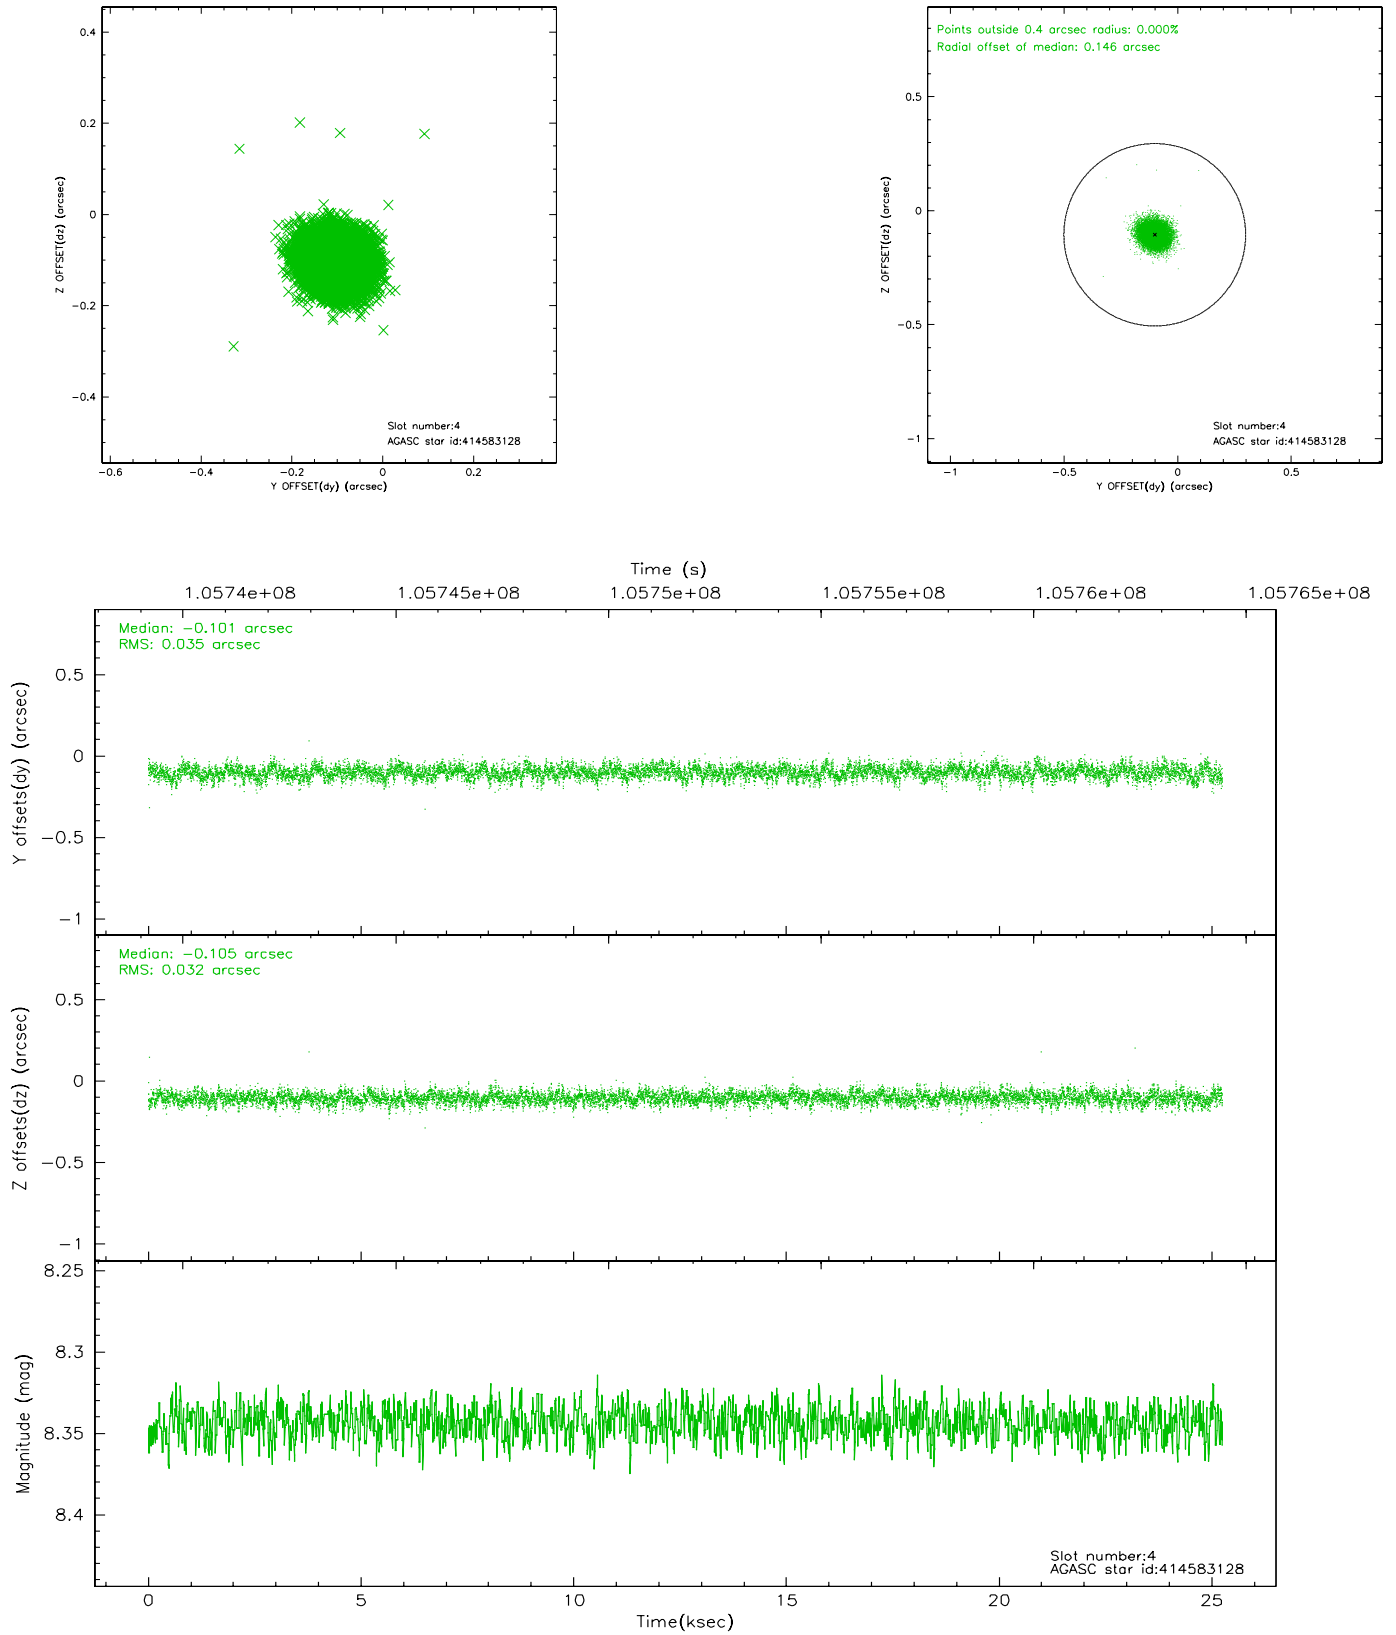 0.4
0.2
0
−0.2
−0.4
Z OFFSET(dz) (arcsec)
Slot number:4
AGASC star id:414583128
−0.6 −0.4 −0.2 0 0.2
Y OFFSET(dy) (arcsec)
Points outside 0.4 arcsec radius: 0.000%
Radial offset of median: 0.146 arcsec
0.5
0
−0.5
−1
Z OFFSET(dz) (arcsec)
Slot number:4
AGASC star id:414583128
−1 −0.5 0 0.5
Y OFFSET(dy) (arcsec)
Time (s)
1.0574e+08 1.05745e+08 1.0575e+08 1.05755e+08 1.0576e+08 1.05765e+08
Median: −0.101 arcsec
RMS: 0.035 arcsec
0.5
0
−0.5
−1
Y offsets(dy) (arcsec)
Median: −0.105 arcsec
RMS: 0.032 arcsec
0.5
0
−0.5
−1
Z offsets(dz) (arcsec)
8.25
8.3
8.35
8.4
Magnitude (mag)
Slot number:4
AGASC star id:414583128
0 5 10 15 20 25
Time(ksec)